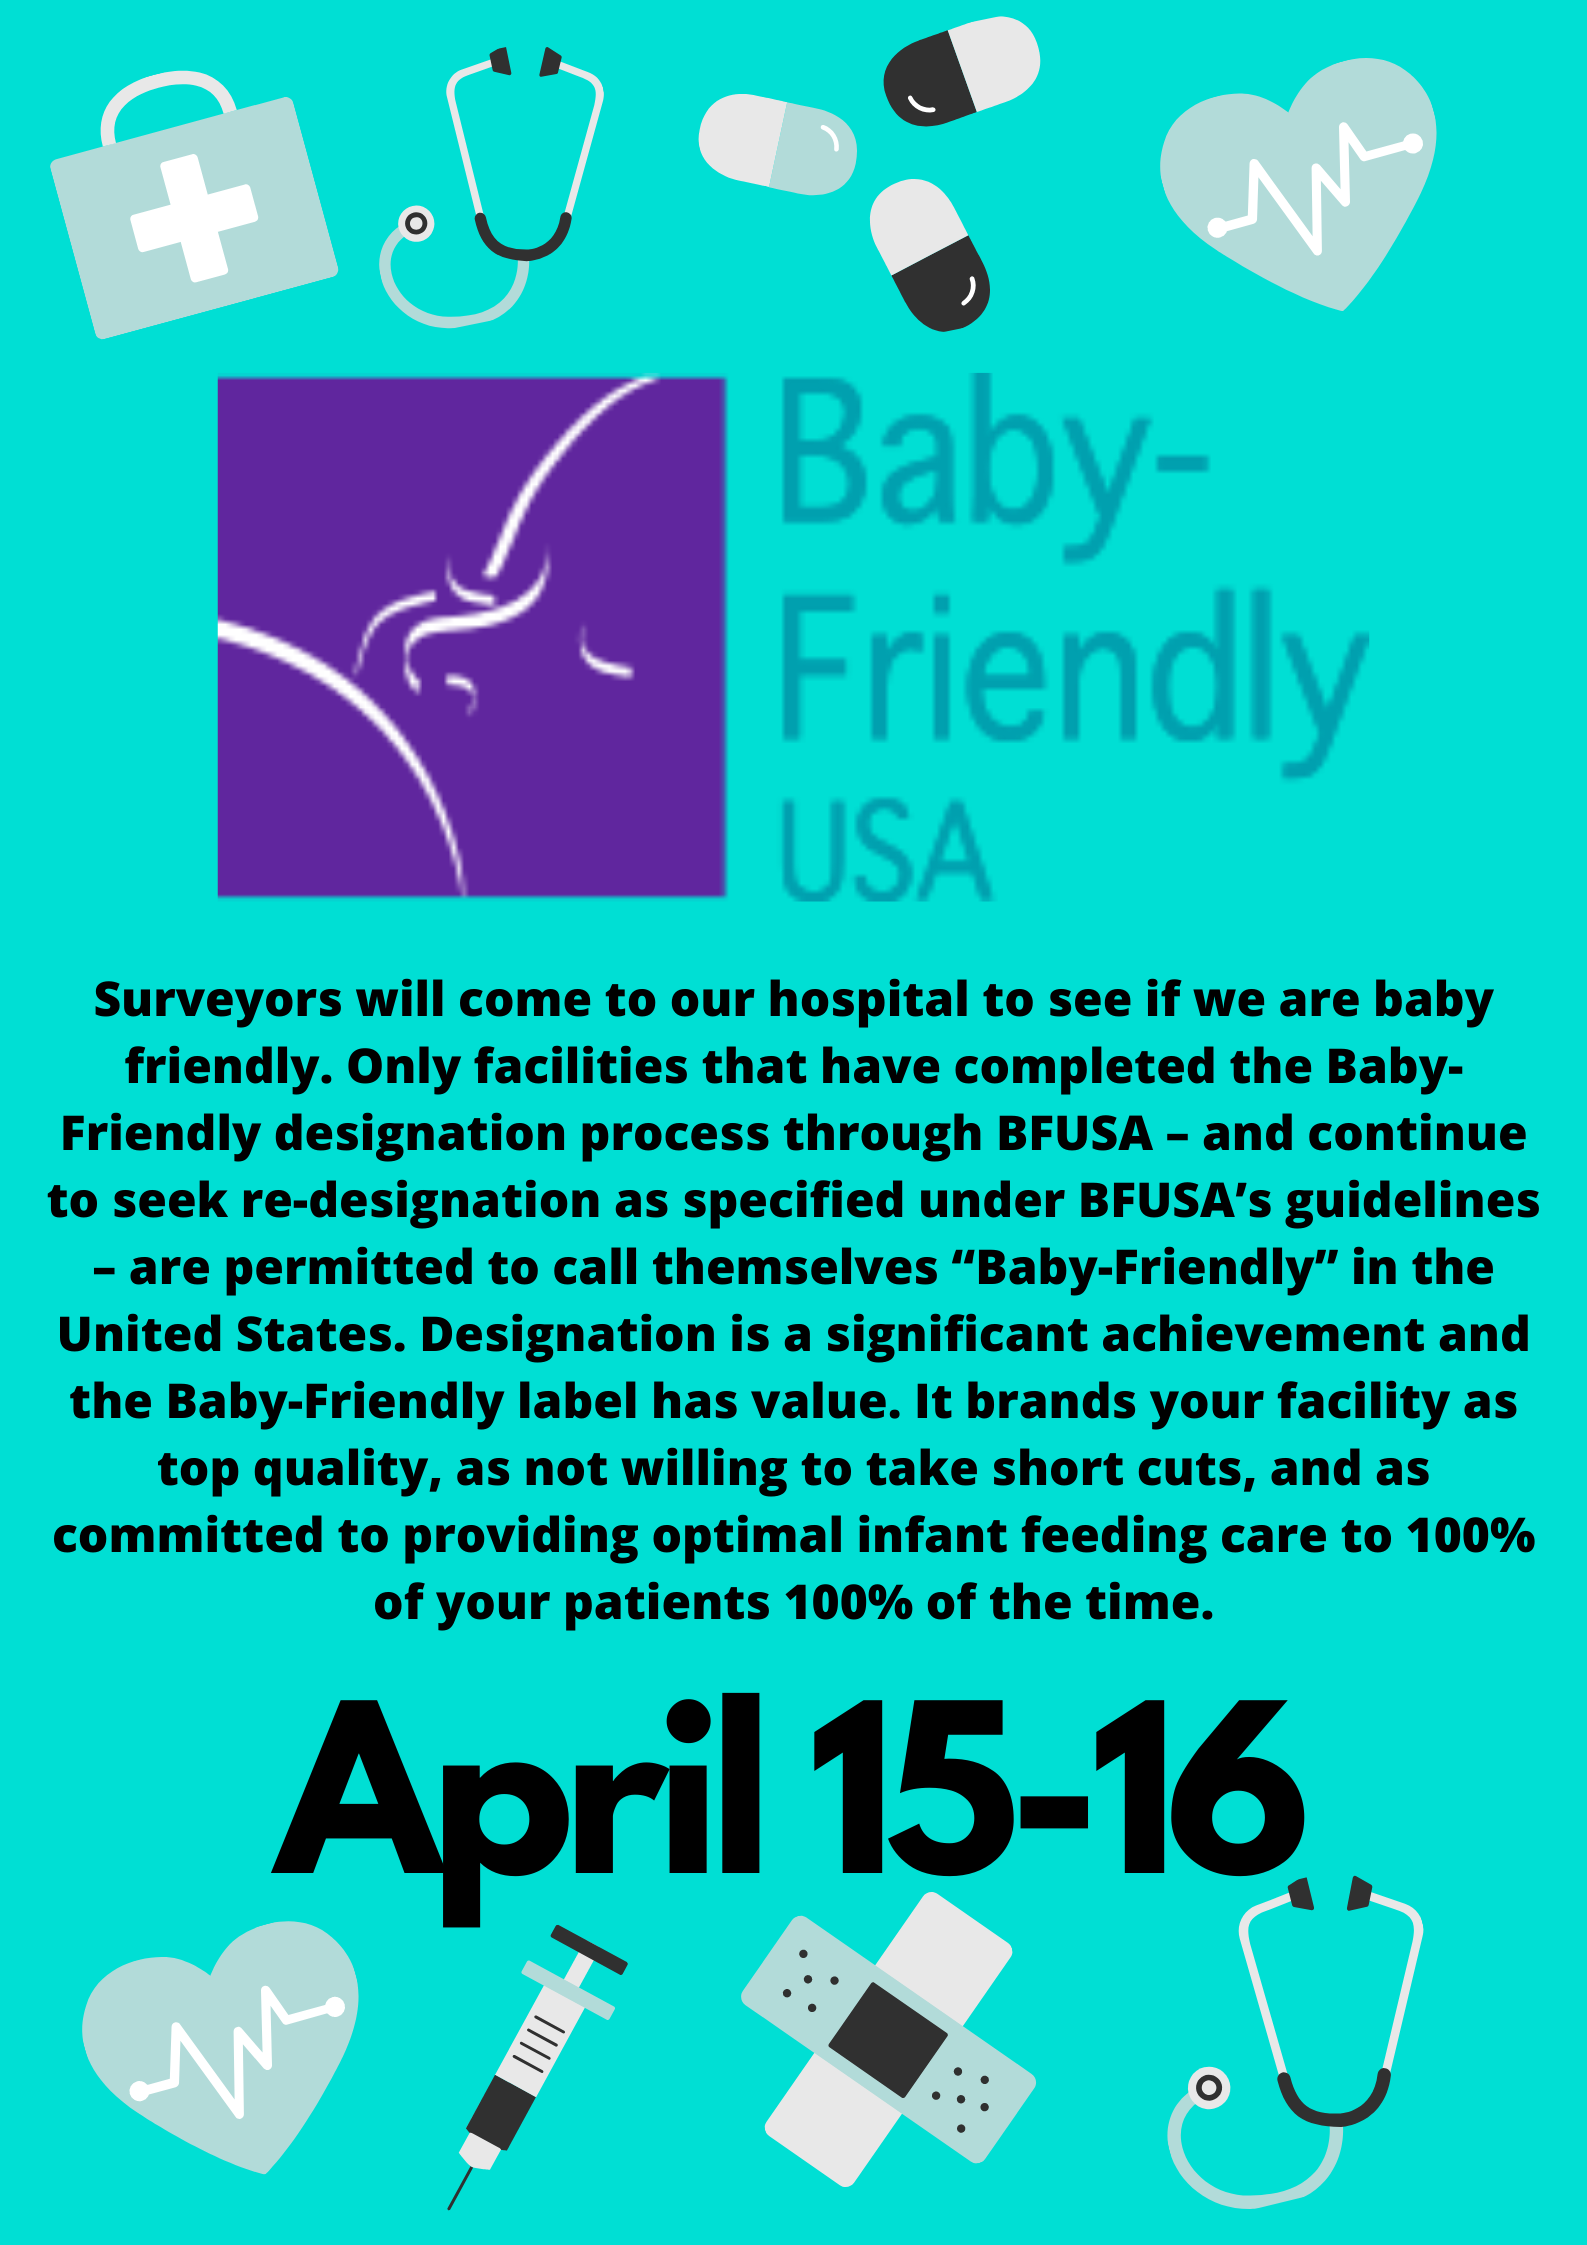 Baby-
Friendly
USA
Surveyors will come to our hospital to see if we are baby
friendly. Only facilities that have completed the Baby-
Friendly designation process through BFUSA – and continue
to seek re-designation as specified under BFUSA’s guidelines
– are permitted to call themselves “Baby-Friendly” in the
United States. Designation is a significant achievement and
the Baby-Friendly label has value. It brands your facility as
top quality, as not willing to take short cuts, and as
committed to providing optimal infant feeding care to 100%
of your patients 100% of the time.
April 15-16